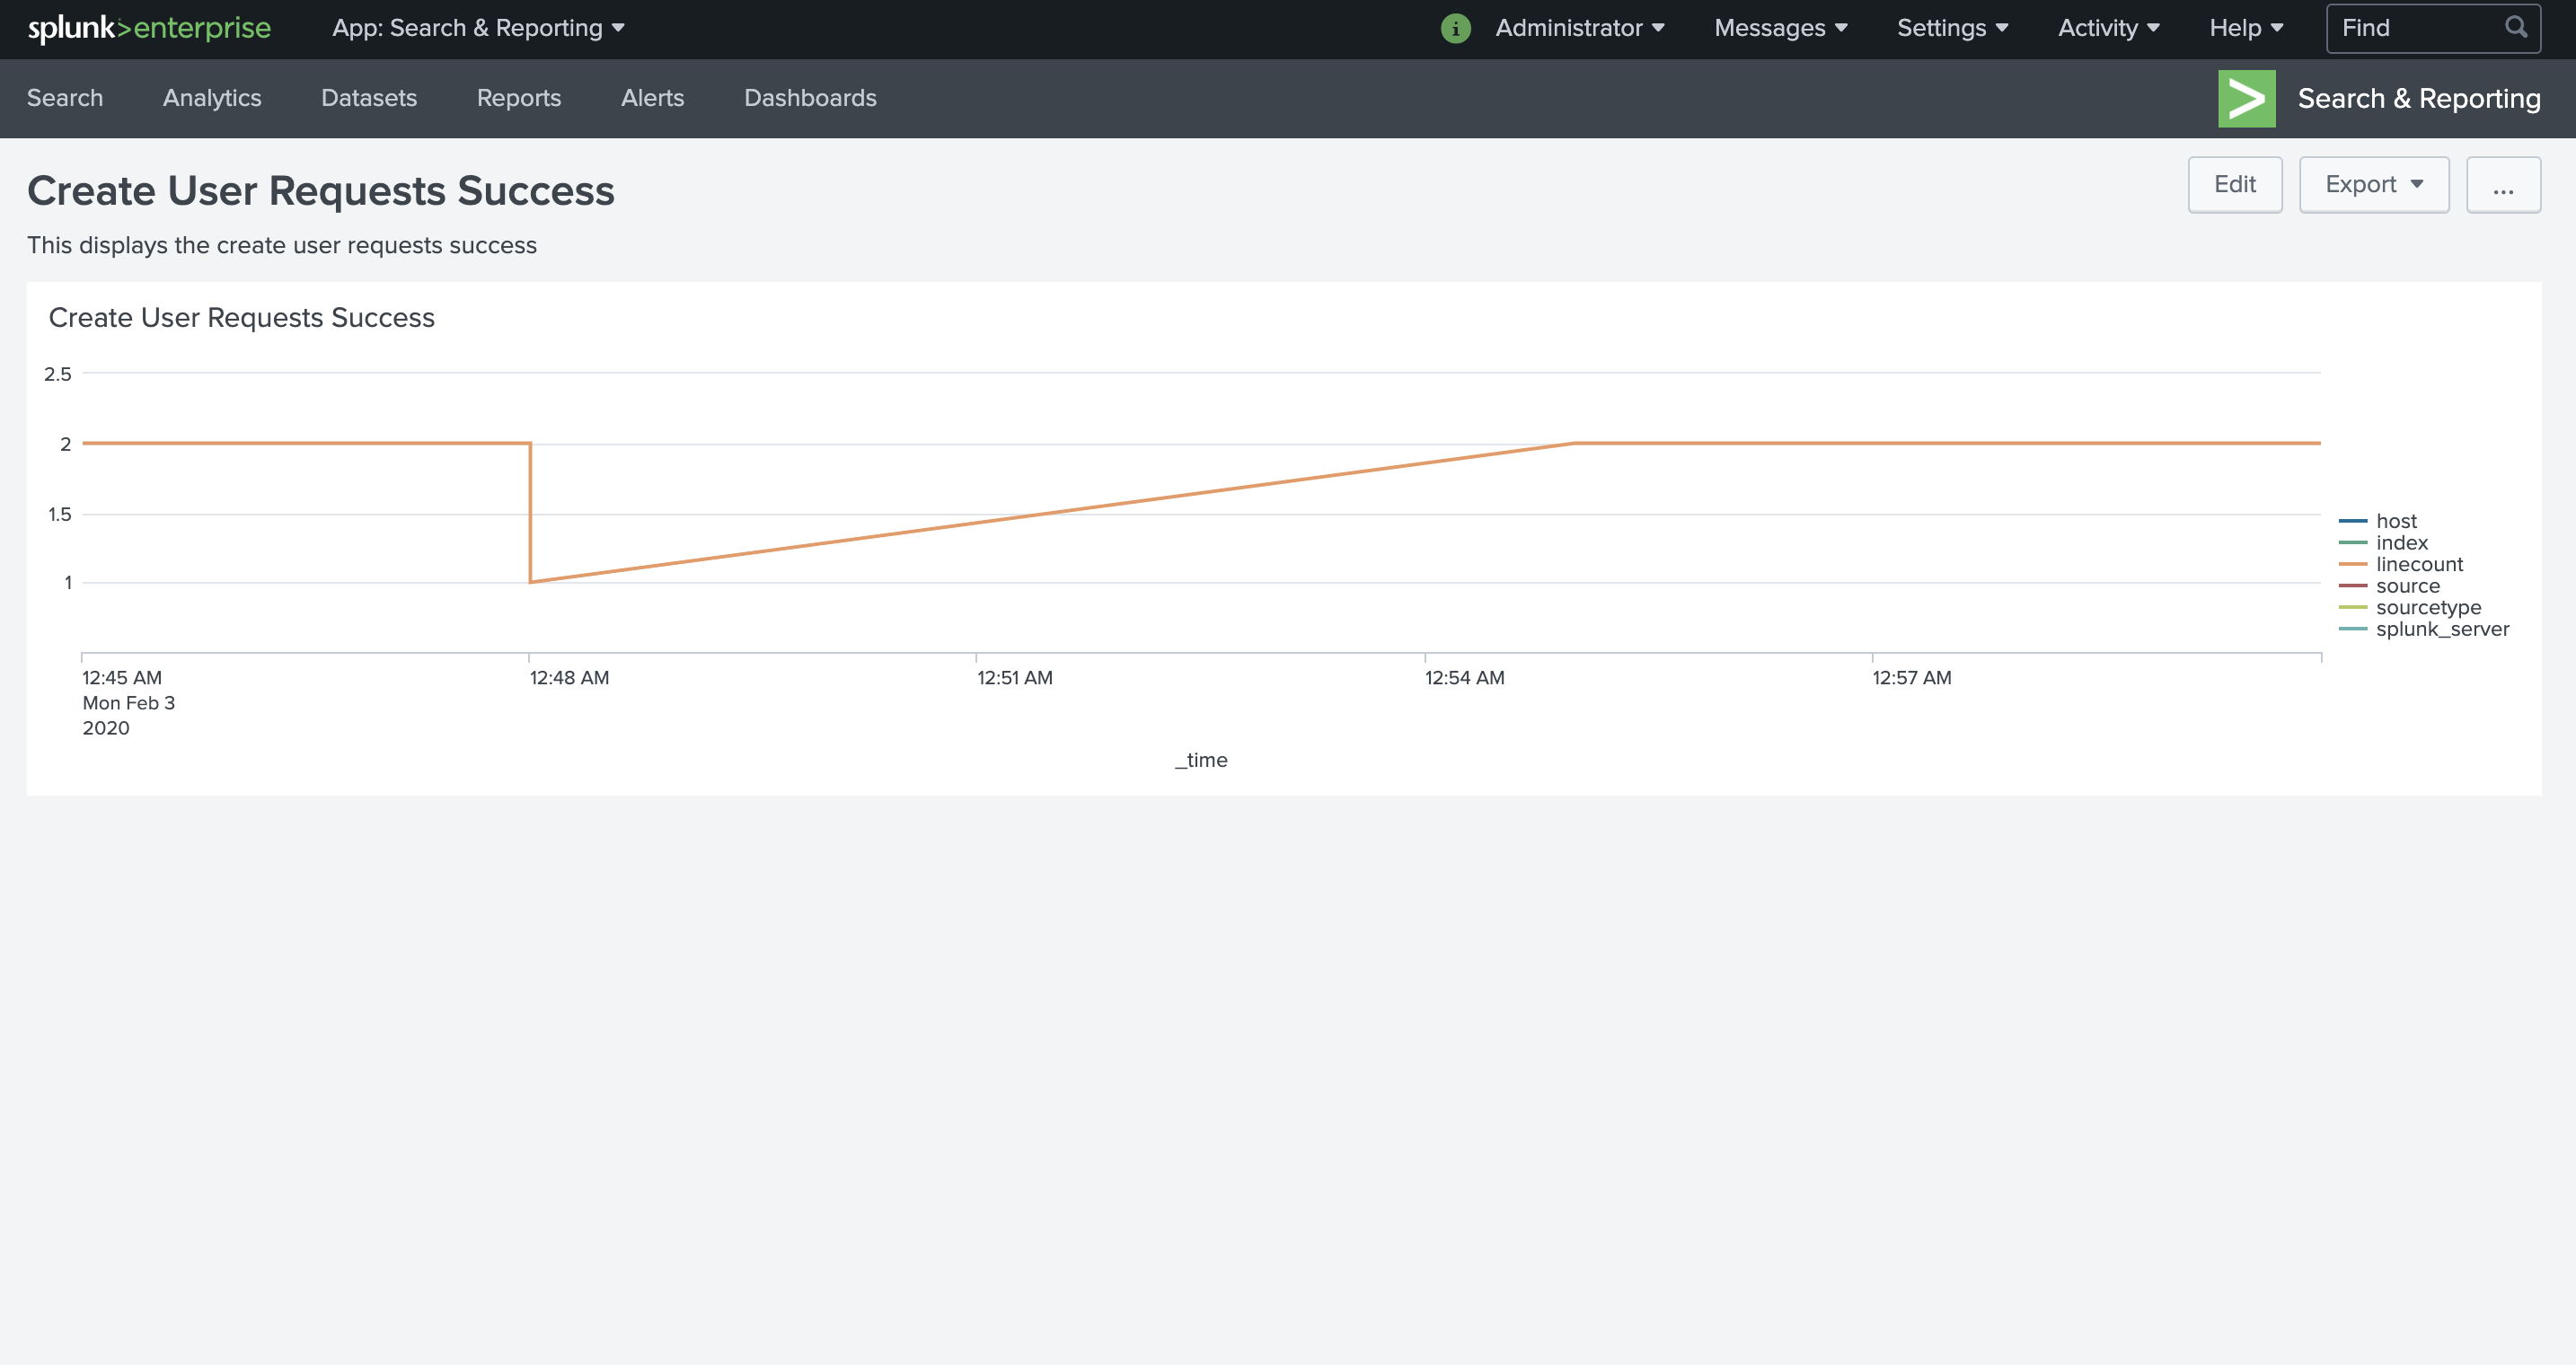 splunk>enterprise App: Search & Reporting i Administrator Messages Settings Activity Help Find
Search Analytics Datasets Reports Alerts Dashboards Search & Reporting
Create User Requests Success
Edit Export ...
This displays the create user requests success
Create User Requests Success
2.5
2
1.5
1
host
index
linecount
source
sourcetype
splunk_server
12:45 AM 12:48 AM 12:51 AM 12:54 AM 12:57 AM
Mon Feb 3
2020
_time